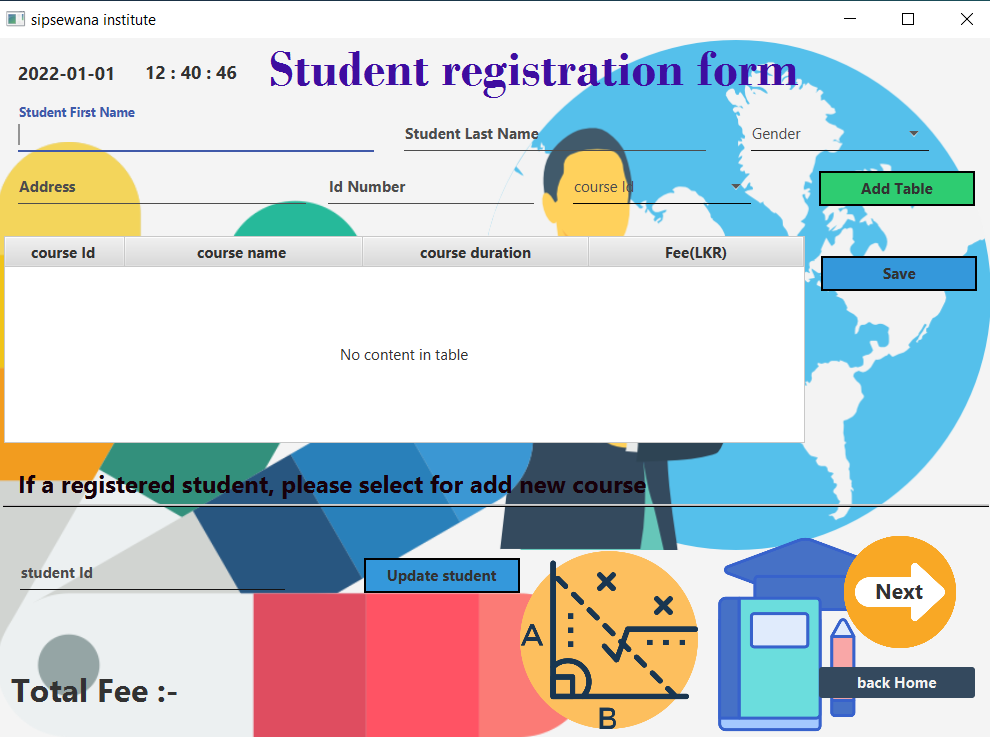 sipsewana institute
2022-01-01 12 : 40 : 46 Student registration form
Student First Name
Student Last Name Gender
Address Id Number course Id Add Table
course Id course name course duration Fee(LKR)
Save
No content in table
If a registered student, please select for add new course
student Id Update student Next
A
Total Fee :- back Home
B